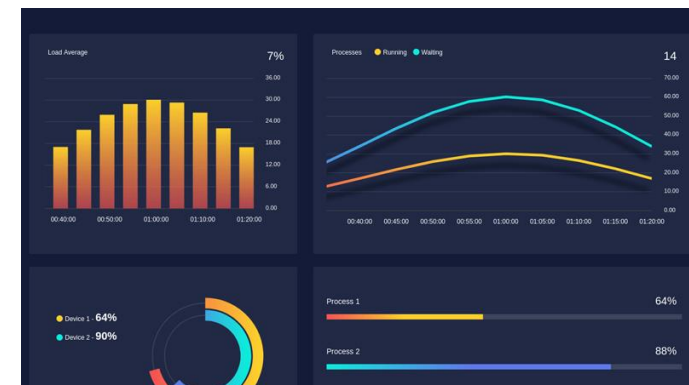 Load Average
7%
36.00
30.00
24.00
18.00
12.00
6.00
0.00
00:40:00 00:50:00 01:00:00 01:10:00 01:20:00
Processes Running Waiting
14
70.00
60.00
50.00
40.00
30.00
20.00
10.00
0.00
00:40:00 00:45:00 00:50:00 00:55:00 01:00:00 01:05:00 01:10:00 01:15:00 01:20:00
Device 1 - 64%
Device 2 - 90%
Process 1 64%
Process 2 88%